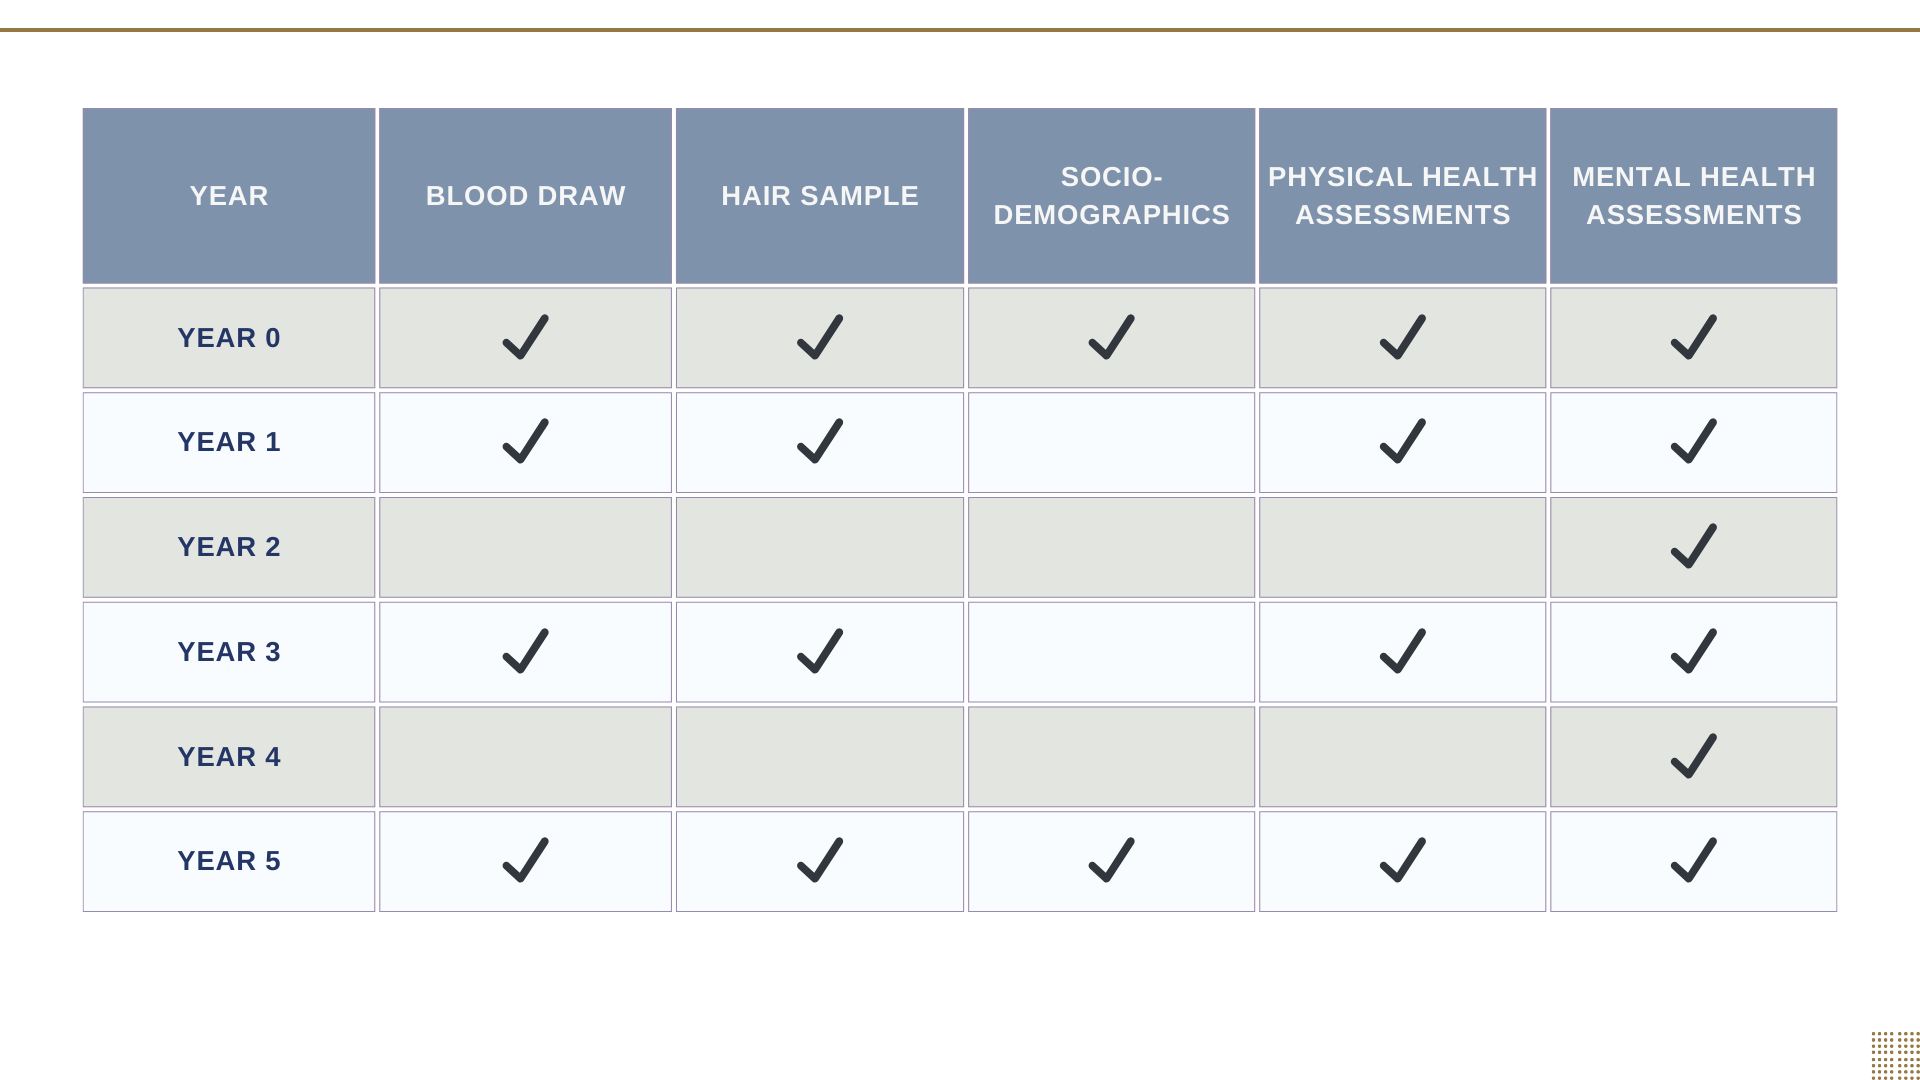 YEAR
BLOOD DRAW
HAIR SAMPLE
SOCIO-
DEMOGRAPHICS
PHYSICAL HEALTH
ASSESSMENTS
MENTAL HEALTH
ASSESSMENTS
YEAR 0
YEAR 1
YEAR 2
YEAR 3
YEAR 4
YEAR 5